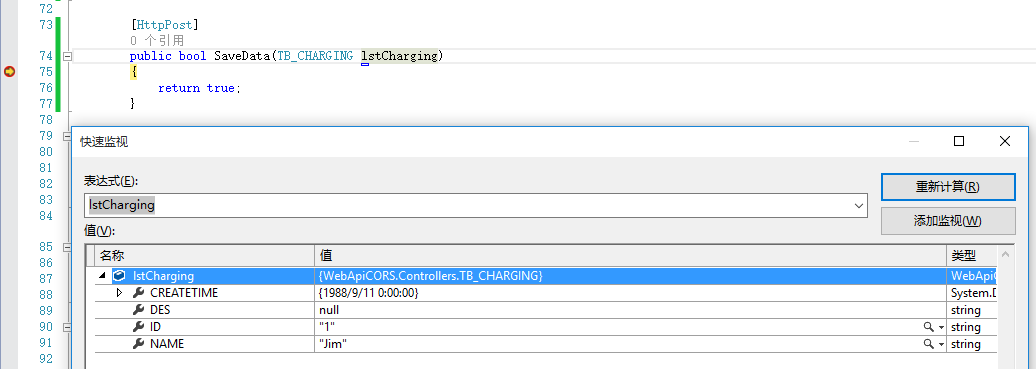 72
73 [HttpPost]
0 个引用
74 public bool SaveData(TB_CHARGING lstCharging)
75 {
76 return true;
77 }
78
79
80
81
82
83
84
85
86
87
88
89
90
91
92
快速监视
表达式(E):
重新计算(R)
lstCharging
添加监视(W)
值(V):
名称 值 类型
lstCharging {WebApiCORS.Controllers.TB_CHARGING} WebApiC
CREATETIME {1988/9/11 0:00:00} System.D
DES null string
ID "1" string
NAME "Jim" string